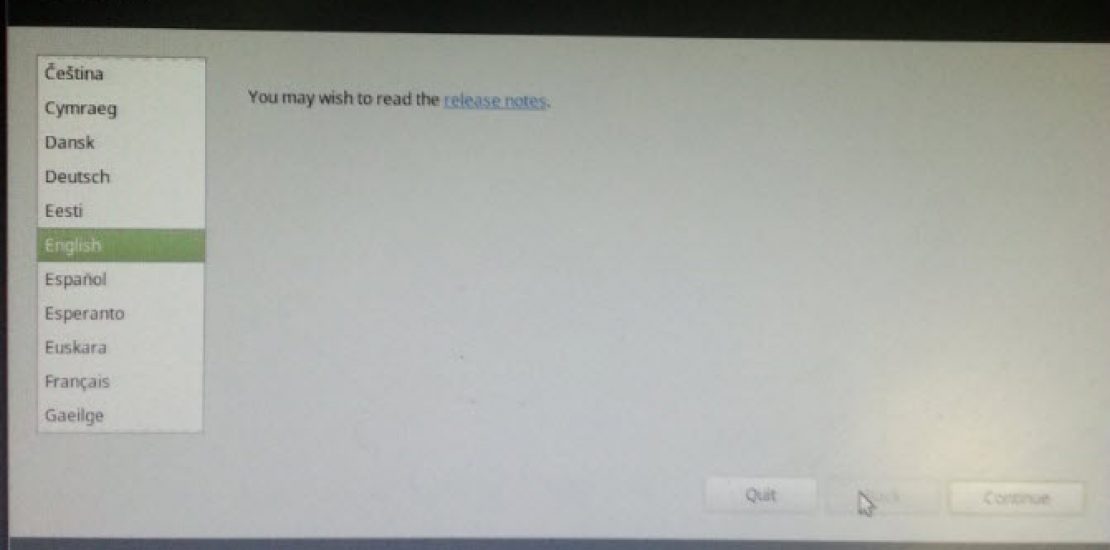 Čeština
Cymraeg
Dansk
Deutsch
Eesti
English
Español
Esperanto
Euskara
Français
Gaeilge
You may wish to read the release notes.
Quit
Continue